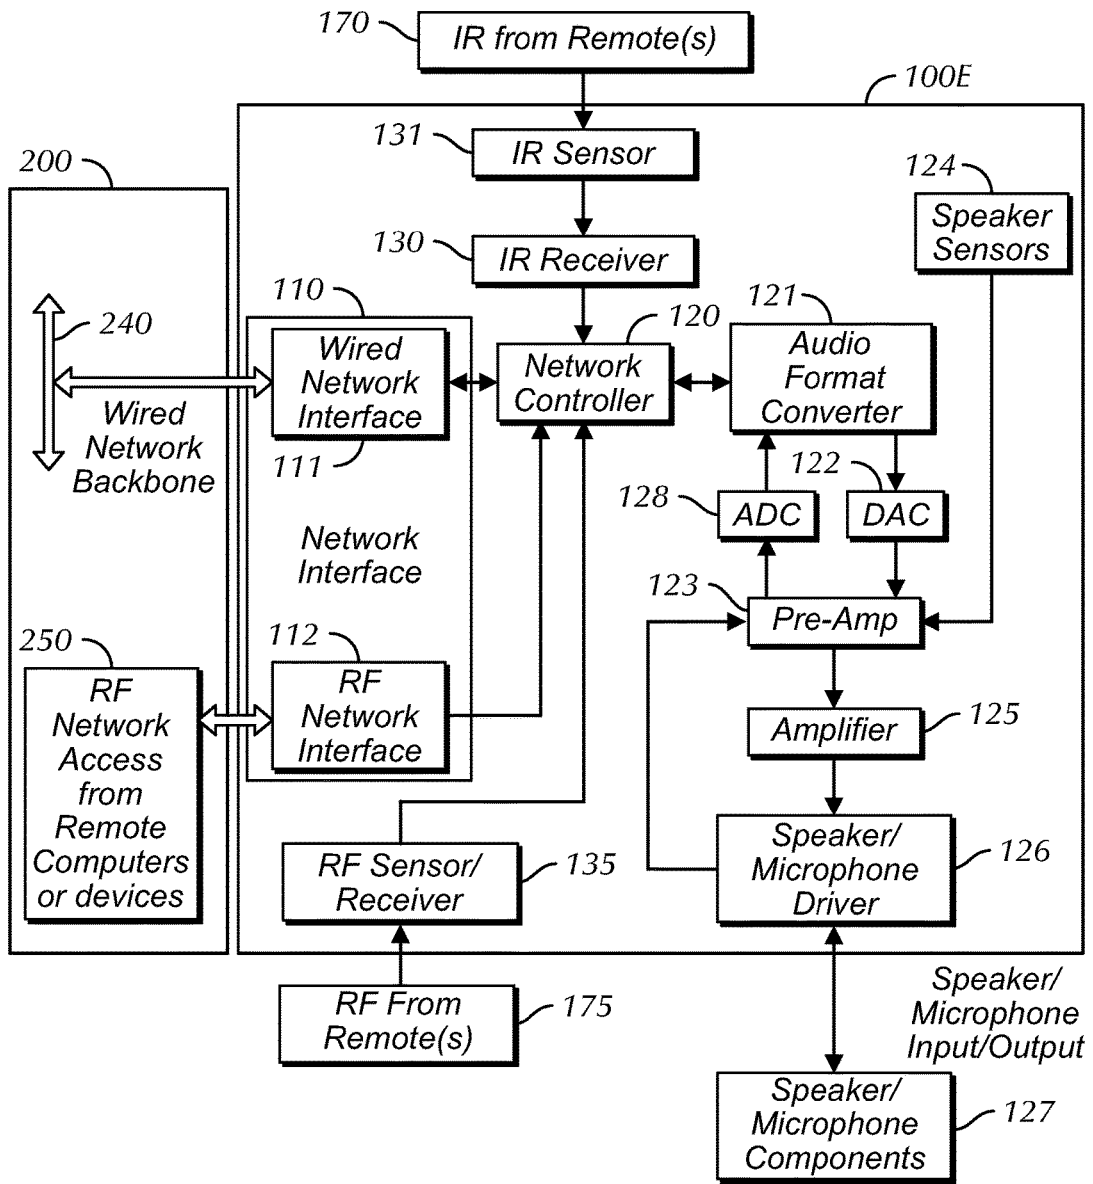 170
IR from Remote(s)
100E
131
IR Sensor
200
124
Speaker
Sensors
130
IR Receiver
110
120
121
240
Wired
Network
Interface
Network
Controller
Audio
Format
Converter
Wired
Network
Backbone
111
122
128
ADC
DAC
Network
Interface
123
Pre-Amp
250
112
RF
Network
Access
from
Remote
Computers
or devices
RF
Network
Interface
Amplifier
125
RF Sensor/
Receiver
135
Speaker/
Microphone
Driver
126
RF From
Remote(s)
175
Speaker/
Microphone
Input/Output
Speaker/
Microphone
Components
127